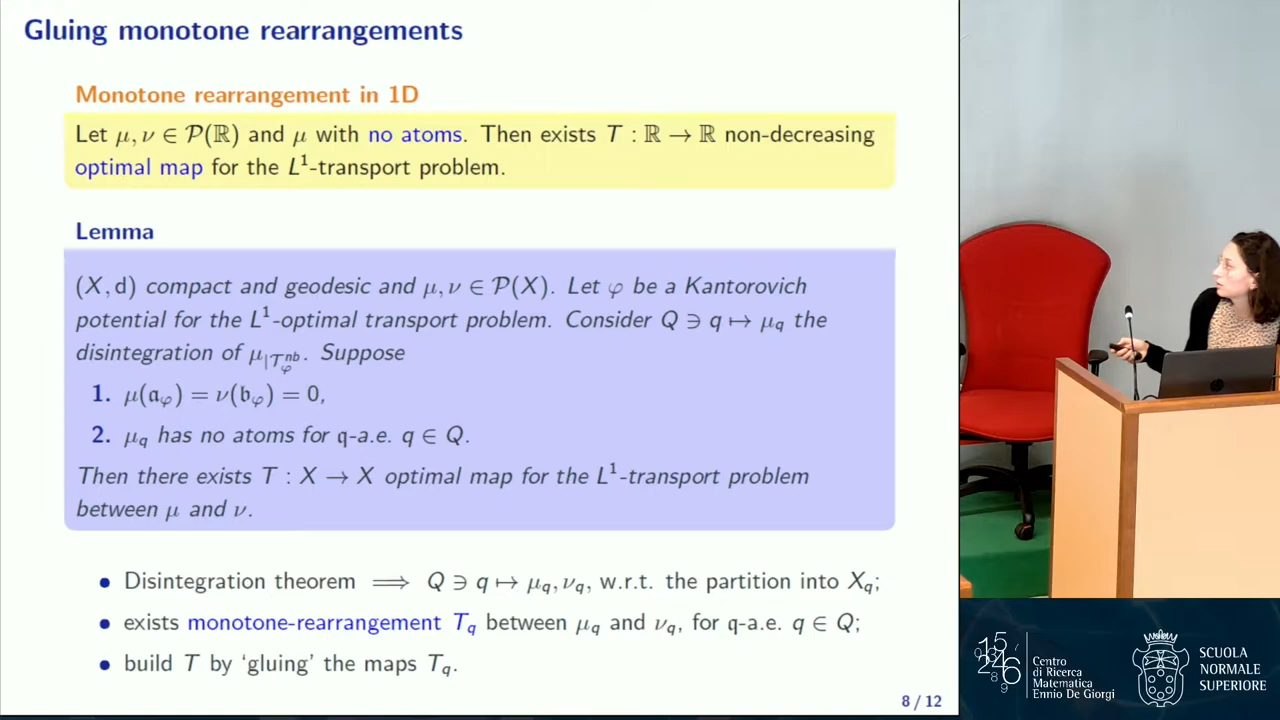 Gluing monotone rearrangements
Monotone rearrangement in 1D
Let μ, ν ∈ 𝒫(ℝ) and μ with no atoms. Then exists T : ℝ → ℝ non-decreasing
optimal map for the L¹-transport problem.
Lemma
(X, d) compact and geodesic and μ, ν ∈ 𝒫(X). Let φ be a Kantorovich
potential for the L¹-optimal transport problem. Consider Q ∋ q ↦ μ_q the
disintegration of μ_{|𝒯_φ^{nb}}. Suppose
1. μ(𝔞_φ) = ν(𝔟_φ) = 0,
2. μ_q has no atoms for 𝔮-a.e. q ∈ Q.
Then there exists T : X → X optimal map for the L¹-transport problem
between μ and ν.
• Disintegration theorem ⟹ Q ∋ q ↦ μ_q, ν_q, w.r.t. the partition into X_q;
• exists monotone-rearrangement T_q between μ_q and ν_q, for 𝔮-a.e. q ∈ Q;
• build T by ‘gluing’ the maps T_q.
8 / 12
Centro
di Ricerca
Matematica
Ennio De Giorgi
SCUOLA
NORMALE
SUPERIORE